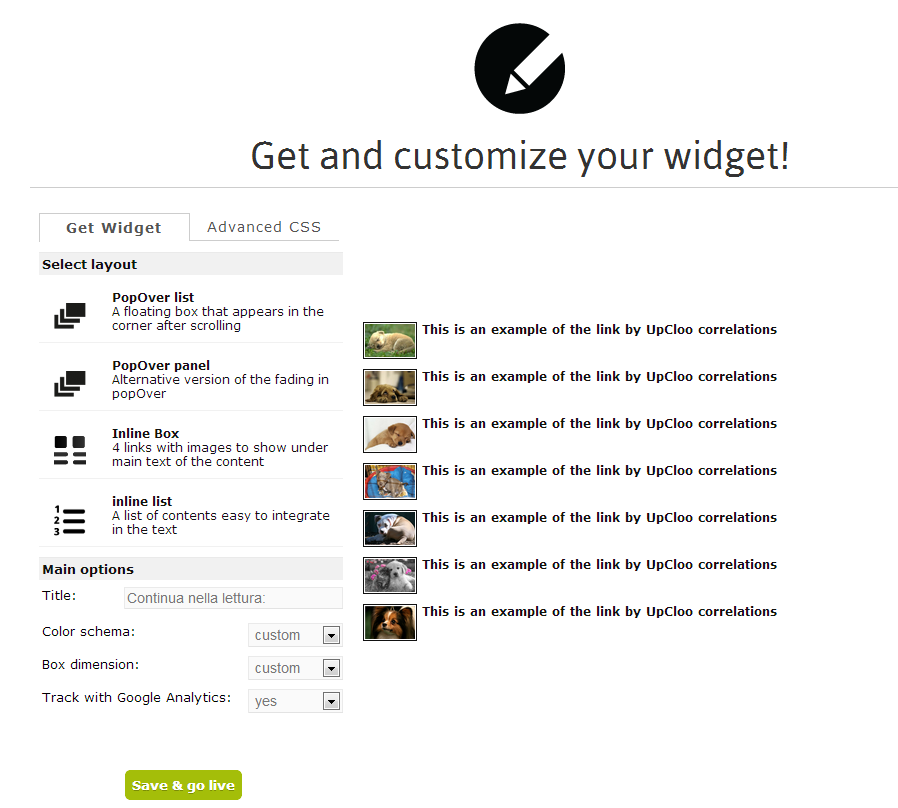 Get and customize your widget!
Get Widget
Advanced CSS
Select layout
PopOver list
A floating box that appears in the
corner after scrolling
PopOver panel
Alternative version of the fading in
popOver
Inline Box
4 links with images to show under
main text of the content
1
2
3
inline list
A list of contents easy to integrate
in the text
Main options
Title:
Continua nella lettura:
Color schema:
custom
Box dimension:
custom
Track with Google Analytics:
yes
Save & go live
This is an example of the link by UpCloo correlations
This is an example of the link by UpCloo correlations
This is an example of the link by UpCloo correlations
This is an example of the link by UpCloo correlations
This is an example of the link by UpCloo correlations
This is an example of the link by UpCloo correlations
This is an example of the link by UpCloo correlations